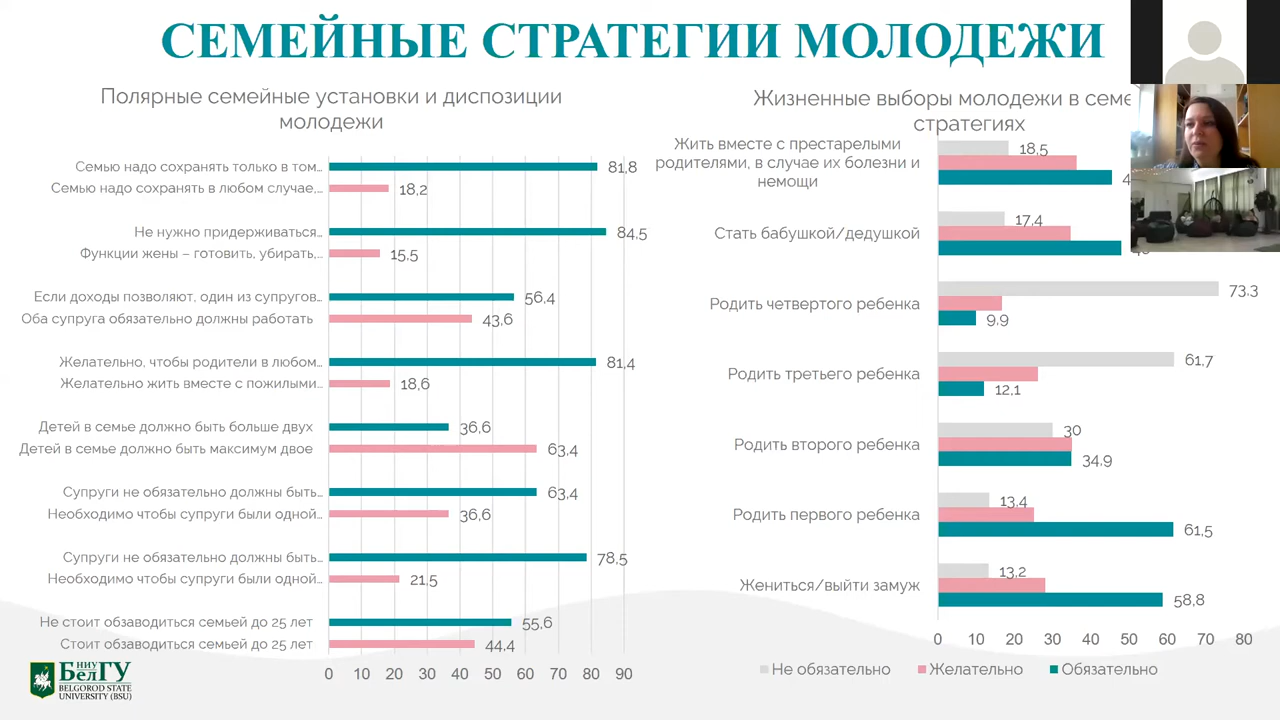 СЕМЕЙНЫЕ СТРАТЕГИИ МОЛОДЕЖИ
Полярные семейные установки и диспозиции
молодежи
Семью надо сохранять только в том...
81,8
Семью надо сохранять в любом случае,...
18,2
Не нужно придерживаться...
84,5
Функции жены – готовить, убирать,...
15,5
Если доходы позволяют, один из супругов...
56,4
Оба супруга обязательно должны работать
43,6
Желательно, чтобы родители в любом...
81,4
Желательно жить вместе с пожилыми...
18,6
Детей в семье должно быть больше двух
36,6
Детей в семье должно быть максимум двое
63,4
Супруги не обязательно должны быть...
63,4
Необходимо чтобы супруги были одной...
36,6
Супруги не обязательно должны быть...
78,5
Необходимо чтобы супруги были одной...
21,5
Не стоит обзаводиться семьей до 25 лет
55,6
Стоит обзаводиться семьей до 25 лет
44,4
0 10 20 30 40 50 60 70 80 90
НИУ
БелГУ
BELGOROD STATE
UNIVERSITY (BSU)
Жизненные выборы молодежи в семе
стратегиях
Жить вместе с престарелыми
родителями, в случае их болезни и
немощи
18,5
Стать бабушкой/дедушкой
17,4
Родить четвертого ребенка
73,3
9,9
Родить третьего ребенка
61,7
12,1
Родить второго ребенка
30
34,9
Родить первого ребенка
13,4
61,5
Жениться/выйти замуж
13,2
58,8
0 10 20 30 40 50 60 70 80
Не обязательно Желательно Обязательно